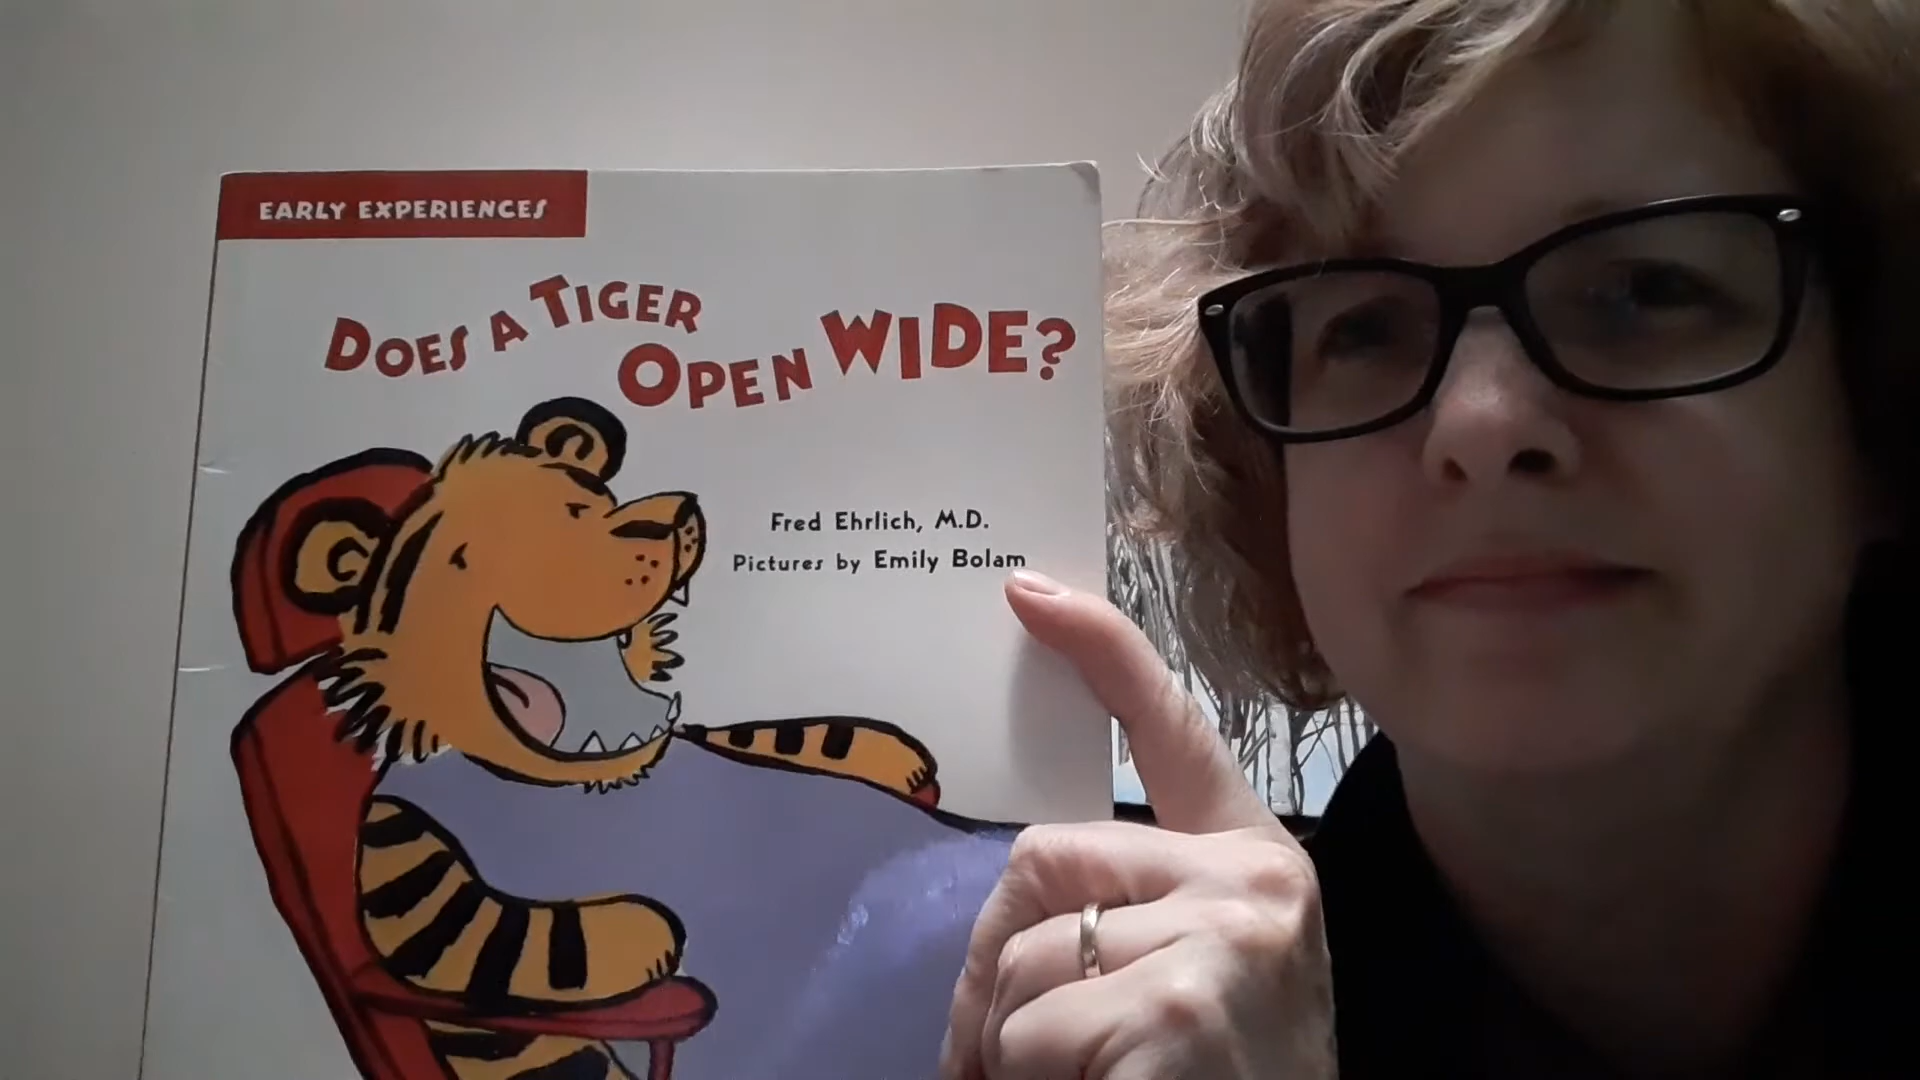 EARLY EXPERIENCES
DOES A TIGER
OPEN WIDE?
Fred Ehrlich, M.D.
Pictures by Emily Bolam